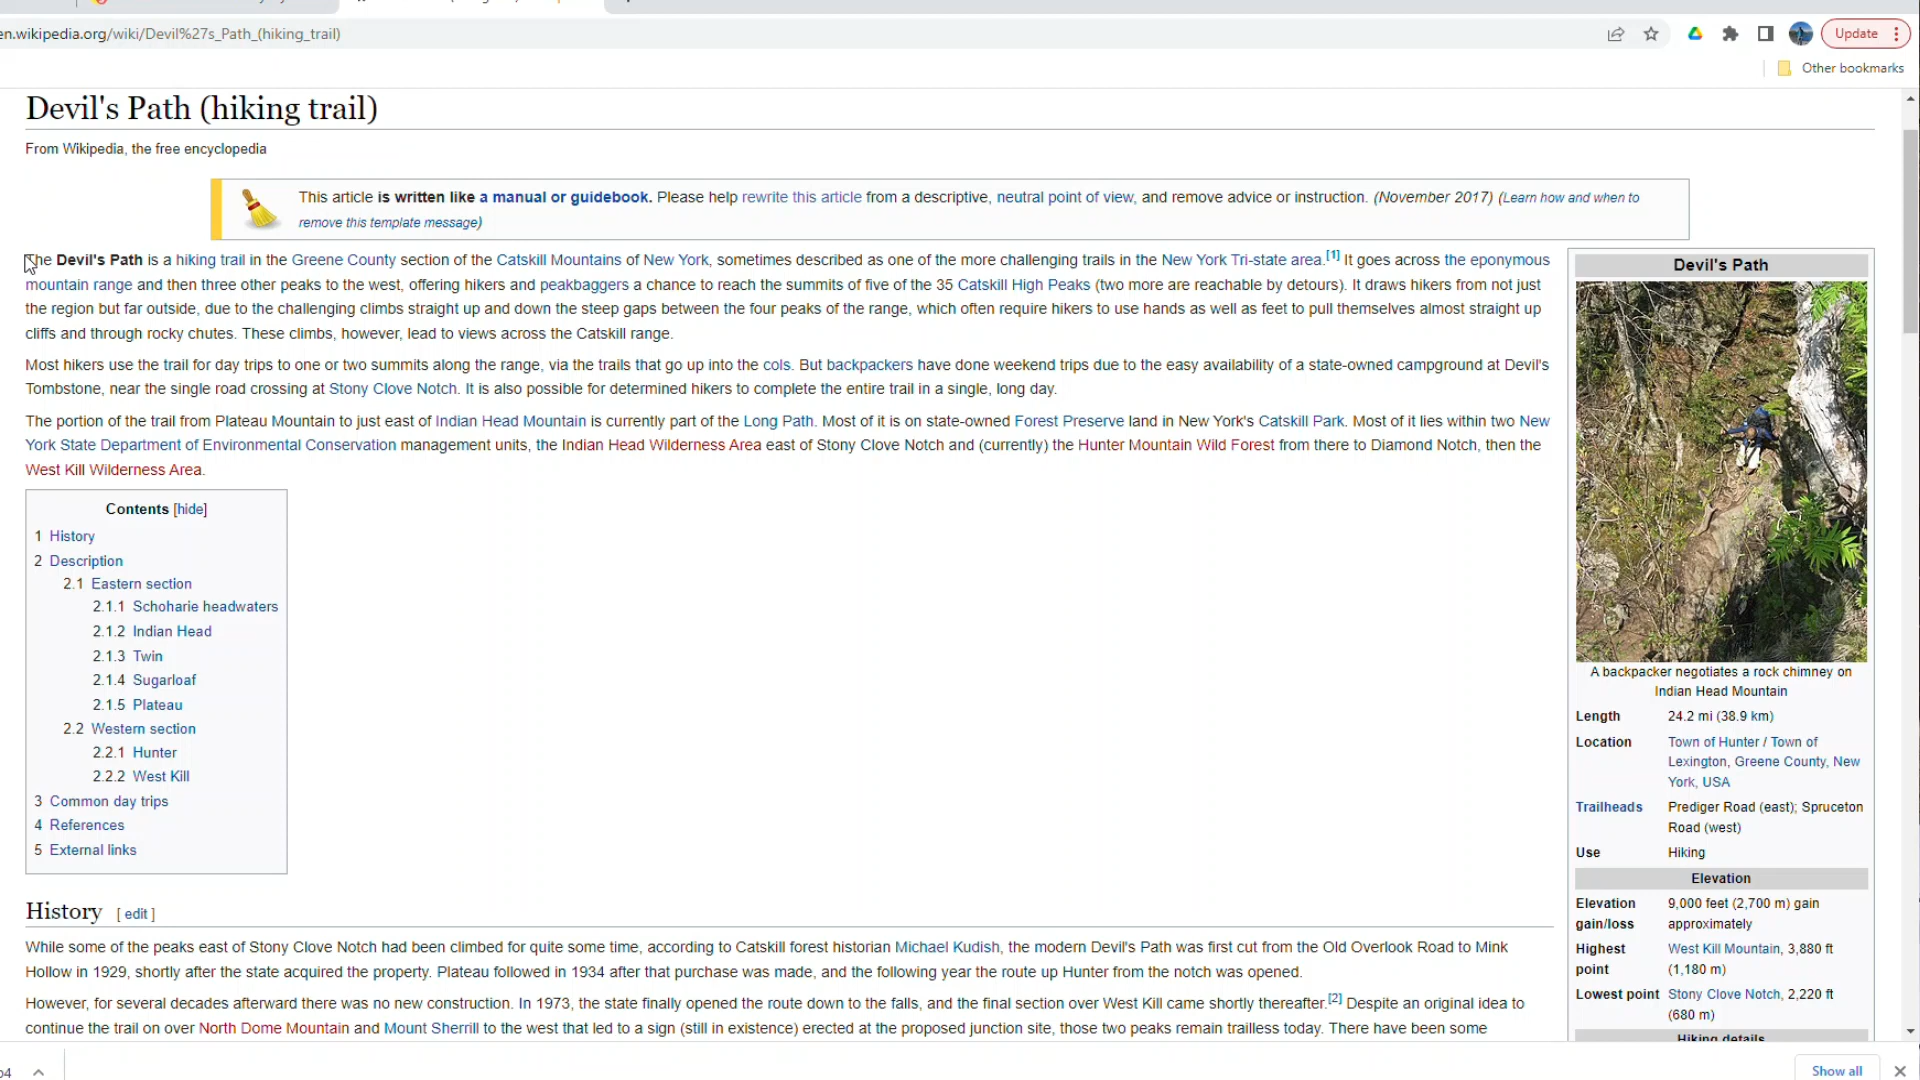 en.wikipedia.org/wiki/Devil%27s_Path_(hiking_trail)
Update
Other bookmarks
Devil's Path (hiking trail)
From Wikipedia, the free encyclopedia
This article is written like a manual or guidebook. Please help rewrite this article from a descriptive, neutral point of view, and remove advice or instruction. (November 2017) (Learn how and when to
remove this template message)
The Devil's Path is a hiking trail in the Greene County section of the Catskill Mountains of New York, sometimes described as one of the more challenging trails in the New York Tri-state area.[1] It goes across the eponymous
mountain range and then three other peaks to the west, offering hikers and peakbaggers a chance to reach the summits of five of the 35 Catskill High Peaks (two more are reachable by detours). It draws hikers from not just
the region but far outside, due to the challenging climbs straight up and down the steep gaps between the four peaks of the range, which often require hikers to use hands as well as feet to pull themselves almost straight up
cliffs and through rocky chutes. These climbs, however, lead to views across the Catskill range.
Most hikers use the trail for day trips to one or two summits along the range, via the trails that go up into the cols. But backpackers have done weekend trips due to the easy availability of a state-owned campground at Devil's
Tombstone, near the single road crossing at Stony Clove Notch. It is also possible for determined hikers to complete the entire trail in a single, long day.
The portion of the trail from Plateau Mountain to just east of Indian Head Mountain is currently part of the Long Path. Most of it is on state-owned Forest Preserve land in New York's Catskill Park. Most of it lies within two New
York State Department of Environmental Conservation management units, the Indian Head Wilderness Area east of Stony Clove Notch and (currently) the Hunter Mountain Wild Forest from there to Diamond Notch, then the
West Kill Wilderness Area.
Contents [hide]
1 History
2 Description
2.1 Eastern section
2.1.1 Schoharie headwaters
2.1.2 Indian Head
2.1.3 Twin
2.1.4 Sugarloaf
2.1.5 Plateau
2.2 Western section
2.2.1 Hunter
2.2.2 West Kill
3 Common day trips
4 References
5 External links
History [ edit ]
While some of the peaks east of Stony Clove Notch had been climbed for quite some time, according to Catskill forest historian Michael Kudish, the modern Devil's Path was first cut from the Old Overlook Road to Mink
Hollow in 1929, shortly after the state acquired the property. Plateau followed in 1934 after that purchase was made, and the following year the route up Hunter from the notch was opened.
However, for several decades afterward there was no new construction. In 1973, the state finally opened the route down to the falls, and the final section over West Kill came shortly thereafter.[2] Despite an original idea to
continue the trail on over North Dome Mountain and Mount Sherrill to the west that led to a sign (still in existence) erected at the proposed junction site, those two peaks remain trailless today. There have been some
Devil's Path
A backpacker negotiates a rock chimney on
Indian Head Mountain
Length 24.2 mi (38.9 km)
Location Town of Hunter / Town of
Lexington, Greene County, New
York, USA
Trailheads Prediger Road (east); Spruceton
Road (west)
Use Hiking
Elevation
Elevation 9,000 feet (2,700 m) gain
gain/loss approximately
Highest West Kill Mountain, 3,880 ft
point (1,180 m)
Lowest point Stony Clove Notch, 2,220 ft
(680 m)
Hiking details
p4
Show all